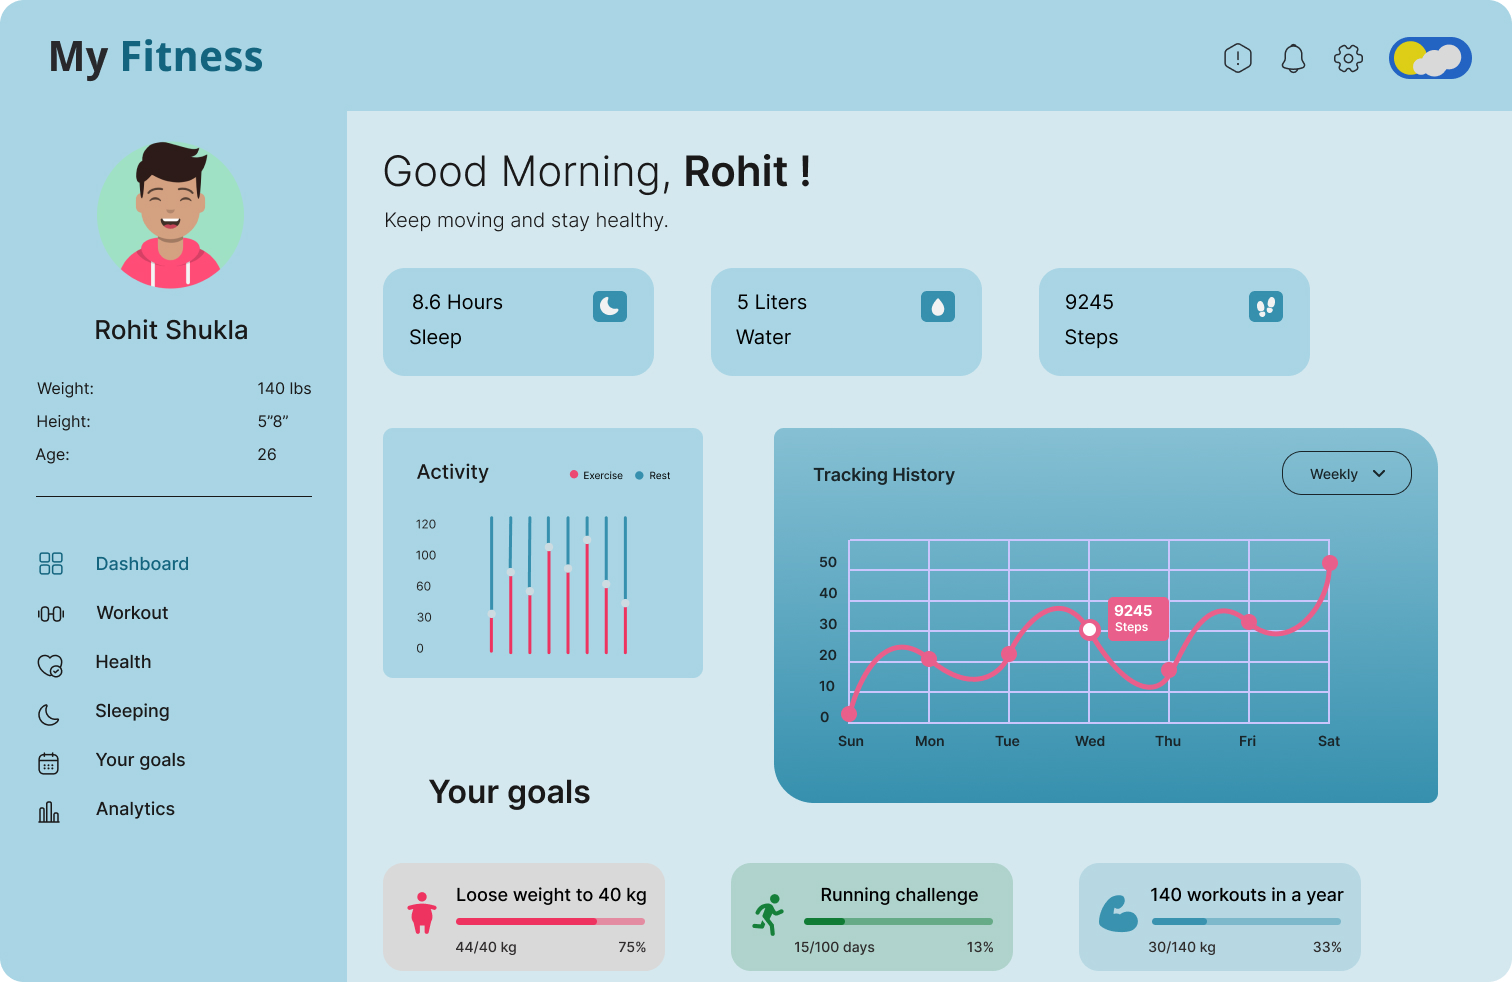 My Fitness
Good Morning, Rohit !
Keep moving and stay healthy.
Rohit Shukla
Weight: 140 lbs
Height: 5”8”
Age: 26
Dashboard
Workout
Health
Sleeping
Your goals
Analytics
8.6 Hours
Sleep
5 Liters
Water
9245
Steps
Activity
Exercise Rest
120
100
60
30
0
Tracking History
Weekly
50
40
30
20
10
0
9245
Steps
Sun Mon Tue Wed Thu Fri Sat
Your goals
Loose weight to 40 kg
44/40 kg 75%
Running challenge
15/100 days 13%
140 workouts in a year
30/140 kg 33%